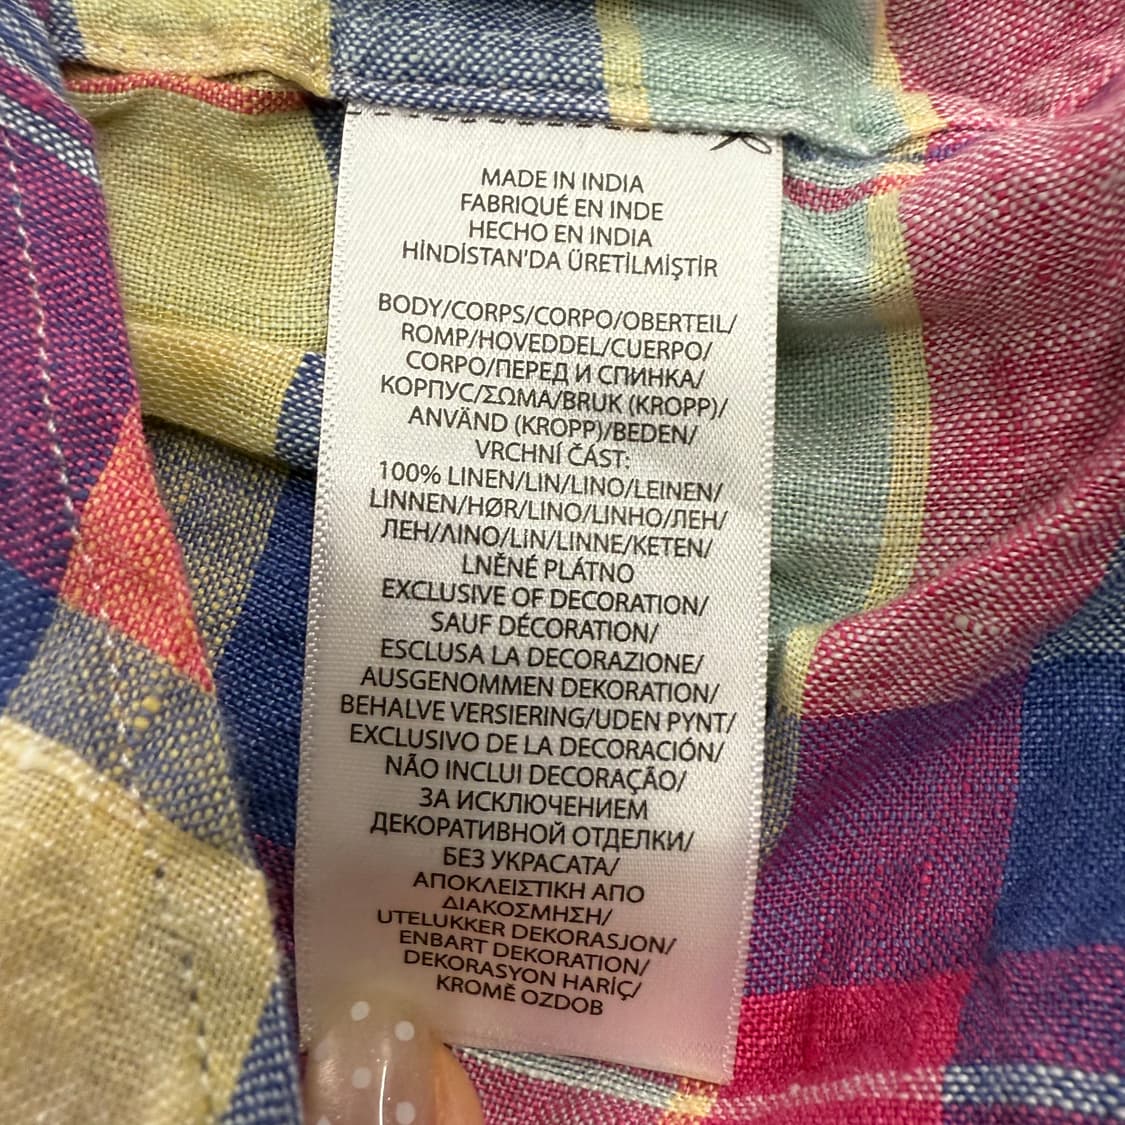 MADE IN INDIA
FABRIQUÉ EN INDE
HECHO EN INDIA
HİNDİSTAN'DA ÜRETİLMİŞTİR
BODY/CORPS/CORPO/OBERTEIL/
ROMP/HOVEDDEL/CUERPO/
CORPO/ПЕРЕД И СПИНКА/
КОРПУС/ΣΩΜΑ/BRUK (KROPP)/
ANVÄND (KROPP)/BEDEN/
VRCHNÍ ČÁST:
100% LINEN/LIN/LINO/LEINEN/
LINNEN/HØR/LINO/LINHO/ЛЕН/
ЛЕН/ΛΙΝΟ/LIN/LINNE/KETEN/
LNĚNÉ PLÁTNO
EXCLUSIVE OF DECORATION/
SAUF DÉCORATION/
ESCLUSA LA DECORAZIONE/
AUSGENOMMEN DEKORATION/
BEHALVE VERSIERING/UDEN PYNT/
EXCLUSIVO DE LA DECORACIÓN/
NÃO INCLUI DECORAÇÃO/
ЗА ИСКЛЮЧЕНИЕМ
ДЕКОРАТИВНОЙ ОТДЕЛКИ/
БЕЗ УКРАСАТА/
ΑΠΟΚΛΕΙΣΤΙΚΗ ΑΠΟ
ΔΙΑΚΟΣΜΗΣΗ/
UTELUKKER DEKORASJON/
ENBART DEKORATION/
DEKORASYON HARİÇ/
KROMĚ OZDOB